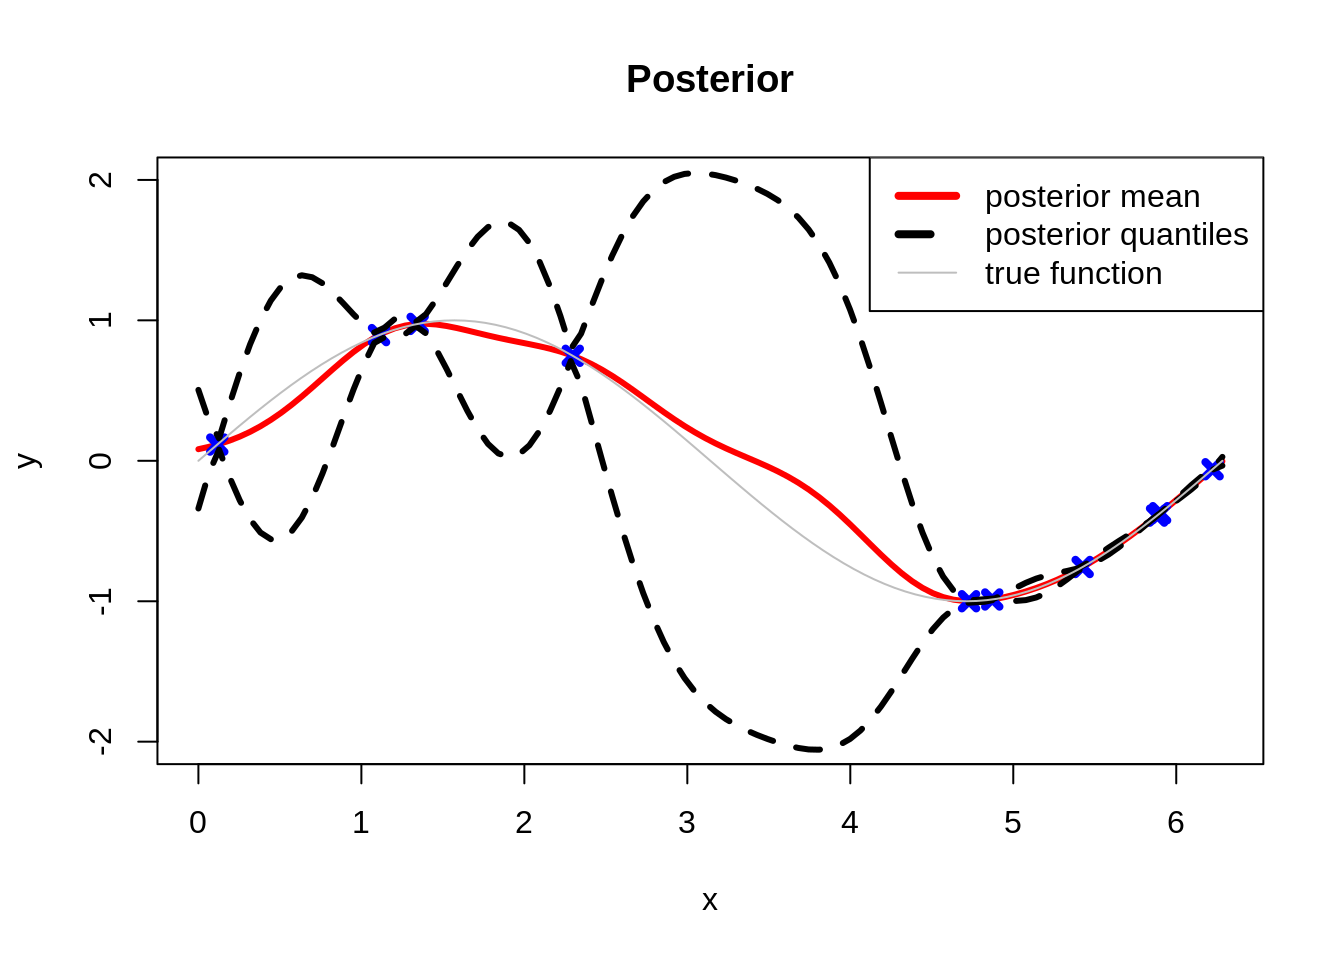 Posterior
posterior mean
posterior quantiles
true function
y
2
1
0
-1
-2
0 1 2 3 4 5 6
x